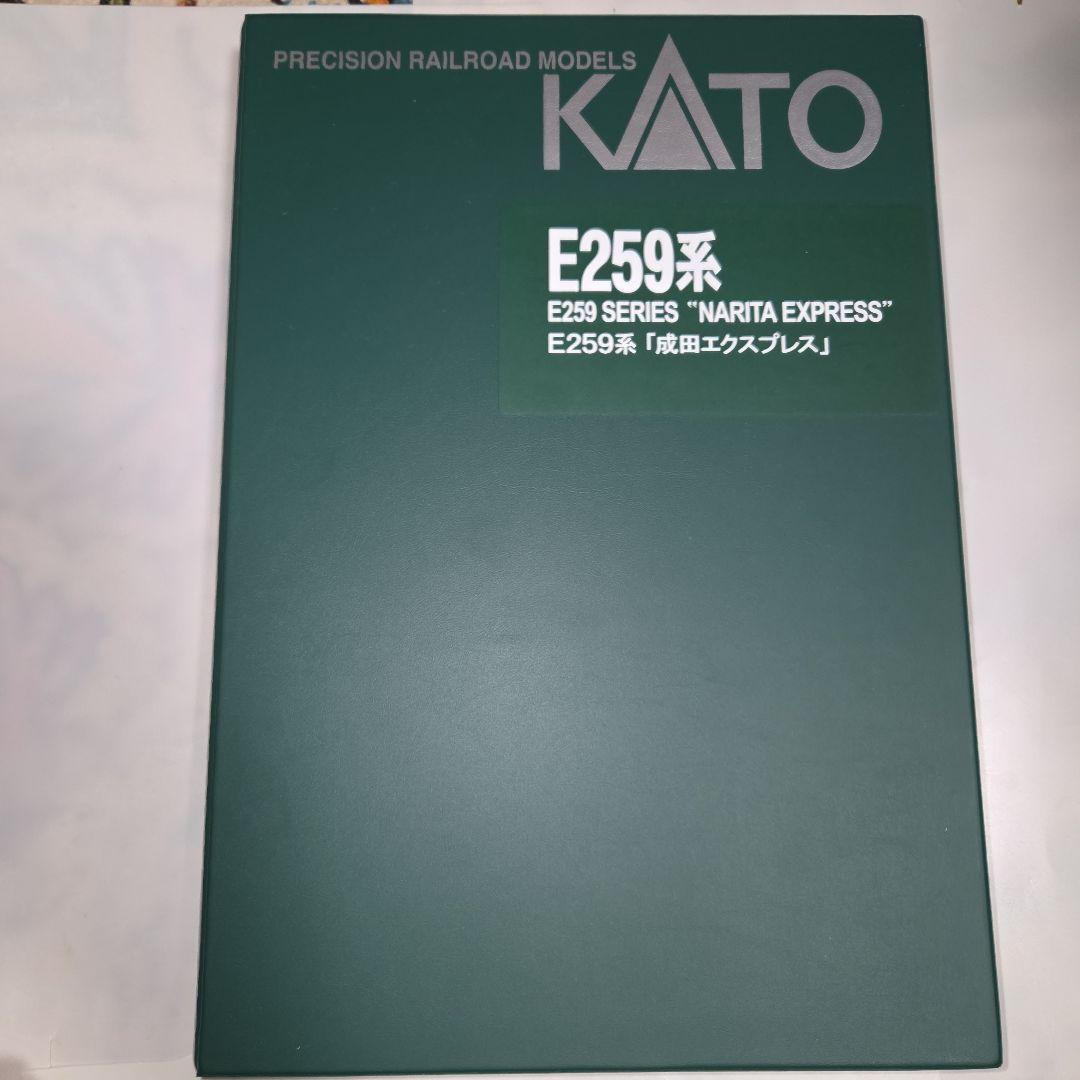 PRECISION RAILROAD MODELS
KATO
E259系
E259 SERIES “NARITA EXPRESS”
E259系「成田エクスプレス」